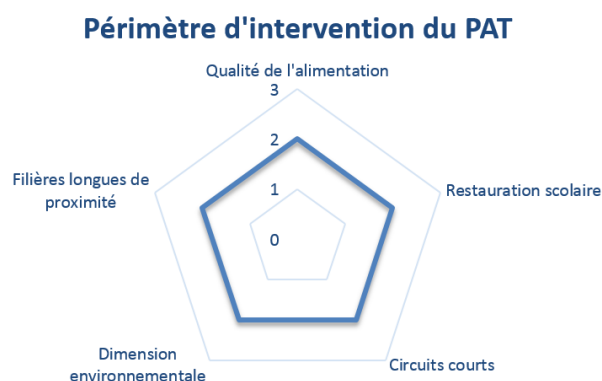 Périmètre d'intervention du PAT
Qualité de l'alimentation
3
2
1
0
Restauration scolaire
Circuits courts
Dimension
environnementale
Filières longues de
proximité